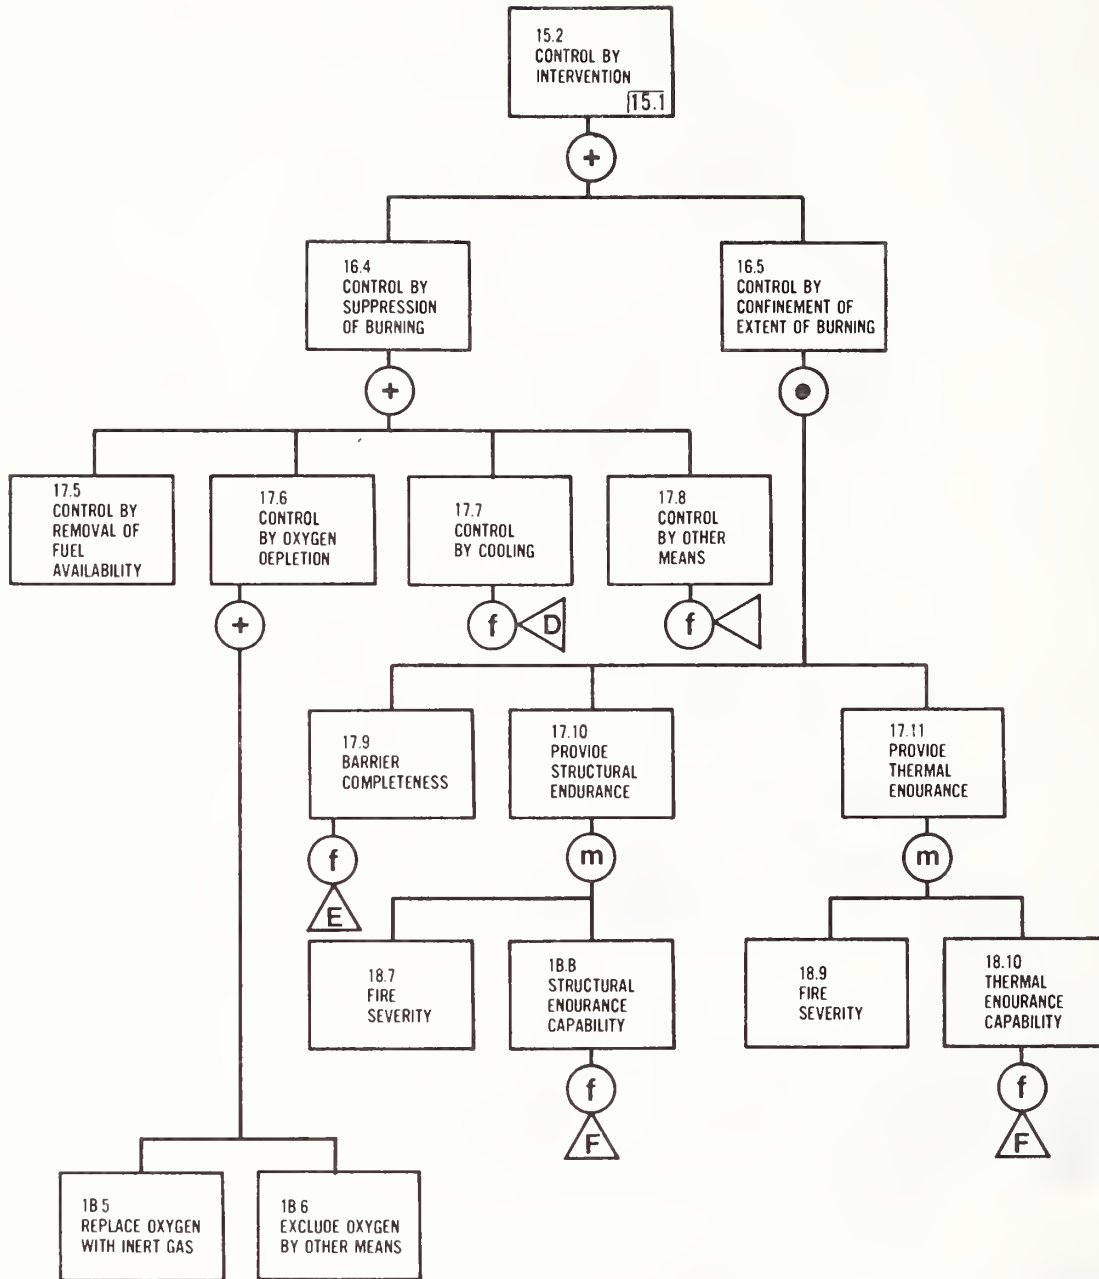 15.2
CONTROL BY
INTERVENTION
15.1
+
16.4
CONTROL BY
SUPPRESSION
OF BURNING
16.5
CONTROL BY
CONFINEMENT OF
EXTENT OF BURNING
+
17.5
CONTROL BY
REMOVAL OF
FUEL
AVAILABILITY
17.6
CONTROL
BY OXYGEN
OEPLETION
17.7
CONTROL
BY COOLING
17.8
CONTROL
BY OTHER
MEANS
+
f
D
f
17.9
BARRIER
COMPLETENESS
17.10
PROVIOE
STRUCTURAL
ENDURANCE
17.11
PROVIOE
THERMAL
ENOURANCE
f
E
m
m
18.7
FIRE
SEVERITY
1B.B
STRUCTURAL
ENOURANCE
CAPABILITY
18.9
FIRE
SEVERITY
18.10
THERMAL
ENOURANCE
CAPABILITY
f
F
f
F
1B 5
REPLACE OXYGEN
WITH INERT GAS
1B 6
EXCLUOE OXYGEN
BY OTHER MEANS